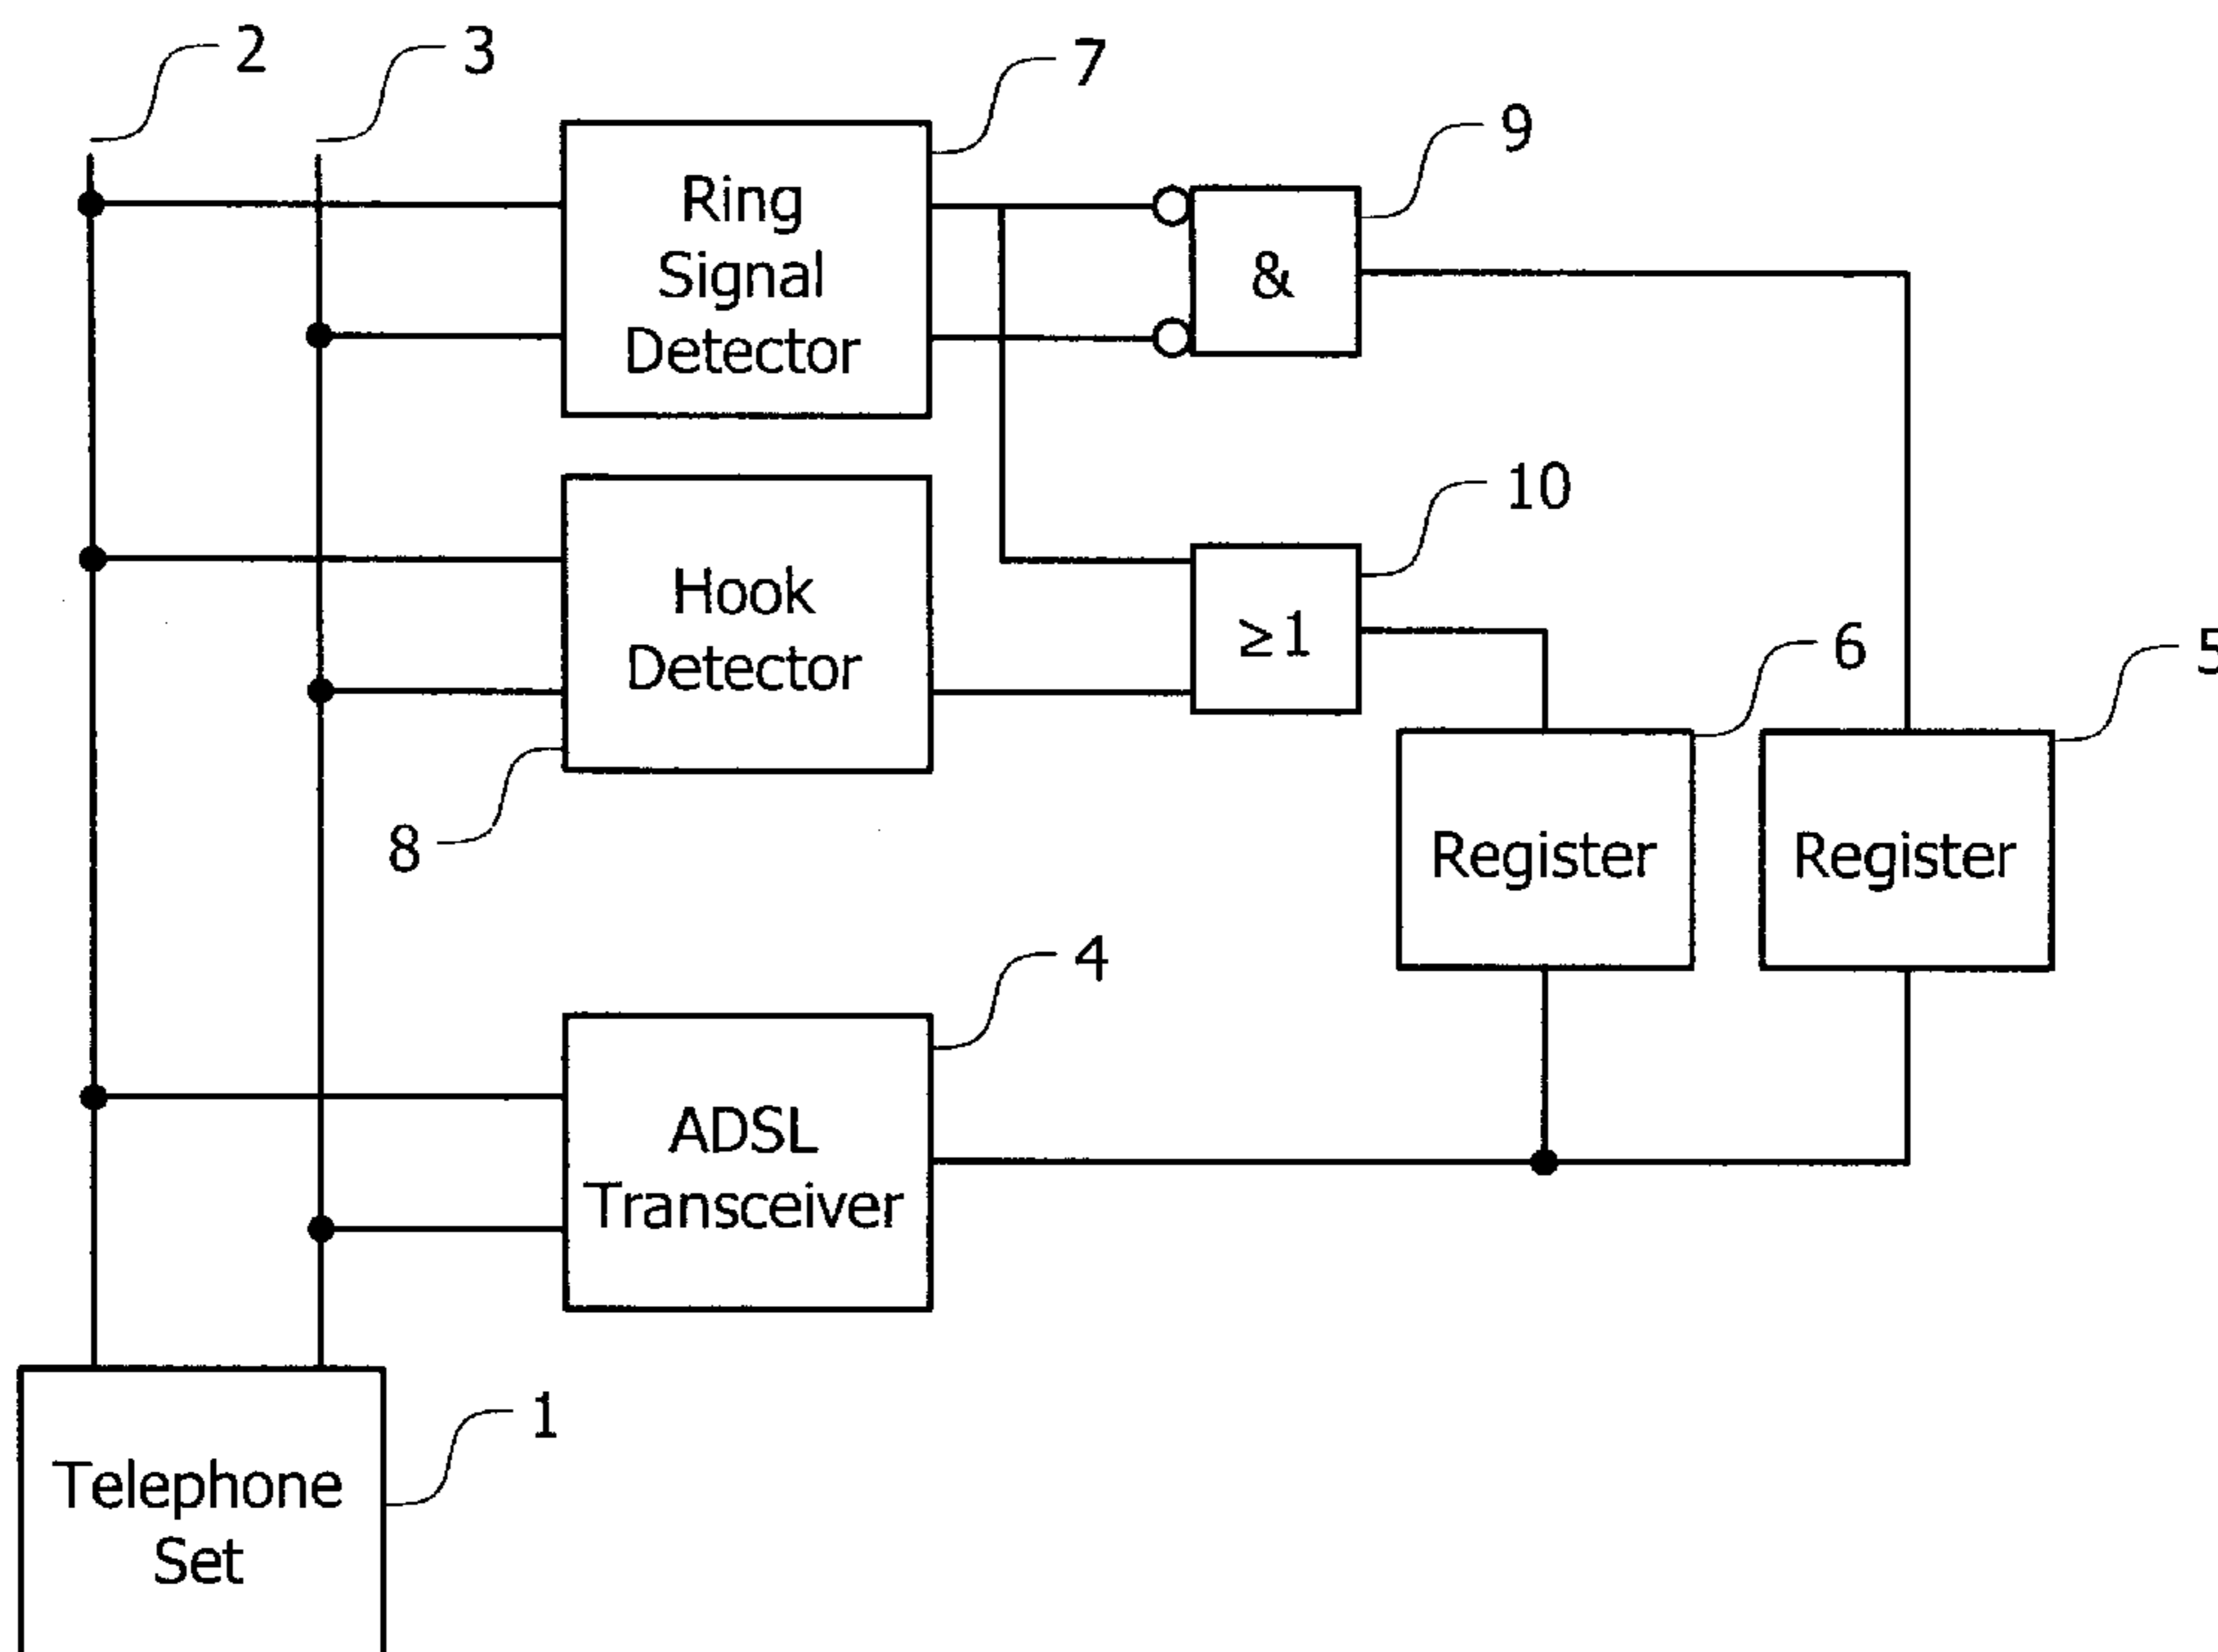 2
3
7
9
Ring
Signal
Detector
&
10
Hook
Detector
≥1
6
5
8
Register
Register
4
ADSL
Transceiver
1
Telephone
Set